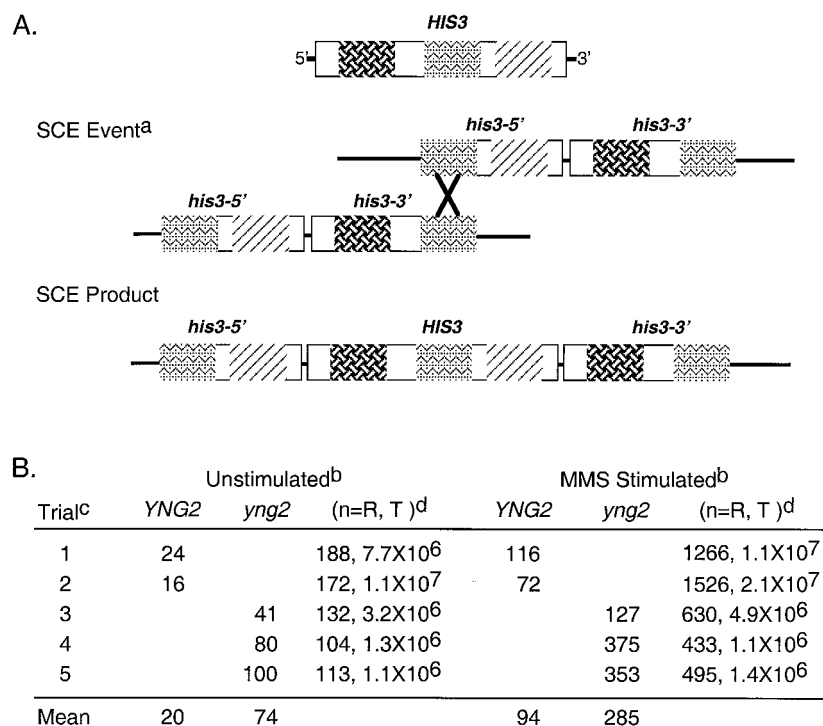 A.
HIS3
5' 3'
SCE Eventa
his3-5' his3-3'
his3-5' his3-3'
SCE Product
his3-5' HIS3 his3-3'
B.
Unstimulatedb MMS Stimulatedb
Trialc YNG2 yng2 (n=R, T )d YNG2 yng2 (n=R, T )d
1 24 188, 7.7X10⁶ 116 1266, 1.1X10⁷
2 16 172, 1.1X10⁷ 72 1526, 2.1X10⁷
3 41 132, 3.2X10⁶ 127 630, 4.9X10⁶
4 80 104, 1.3X10⁶ 375 433, 1.1X10⁶
5 100 113, 1.1X10⁶ 353 495, 1.4X10⁶
Mean 20 74 94 285